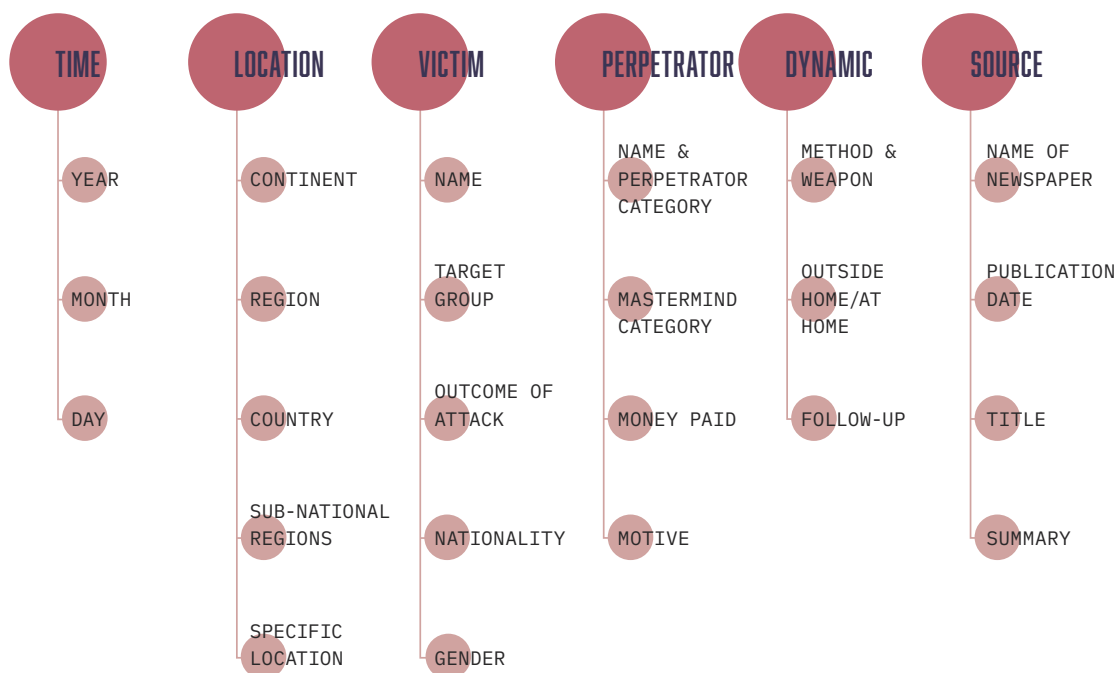 TIME
YEAR
MONTH
DAY
LOCATION
CONTINENT
REGION
COUNTRY
SUB-NATIONAL
REGIONS
SPECIFIC
LOCATION
VICTIM
NAME
TARGET
GROUP
OUTCOME OF
ATTACK
NATIONALITY
GENDER
PERPETRATOR
NAME &
PERPETRATOR
CATEGORY
MASTERMIND
CATEGORY
MONEY PAID
MOTIVE
DYNAMIC
METHOD &
WEAPON
OUTSIDE
HOME/AT
HOME
FOLLOW-UP
SOURCE
NAME OF
NEWSPAPER
PUBLICATION
DATE
TITLE
SUMMARY